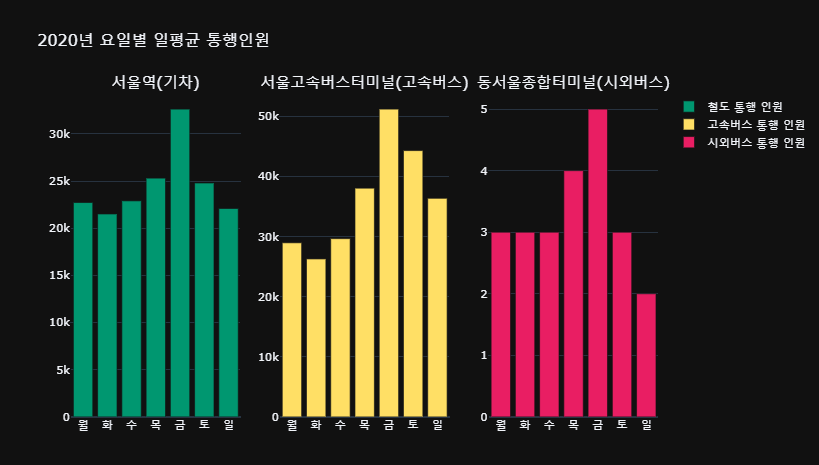 2020년 요일별 일평균 통행인원
서울역(기차)
서울고속버스터미널(고속버스)
동서울종합터미널(시외버스)
철도 통행 인원
고속버스 통행 인원
시외버스 통행 인원
30k
25k
20k
15k
10k
5k
0
월 화 수 목 금 토 일
50k
40k
30k
20k
10k
0
월 화 수 목 금 토 일
5
4
3
2
1
0
월 화 수 목 금 토 일